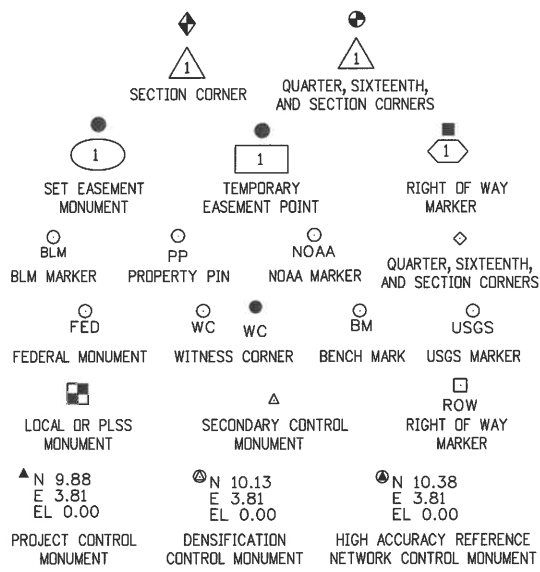 1
1
SECTION CORNER
QUARTER, SIXTEENTH,
AND SECTION CORNERS
1
1
1
SET EASEMENT
MONUMENT
TEMPORARY
EASEMENT POINT
RIGHT OF WAY
MARKER
BLM
BLM MARKER
PP
PROPERTY PIN
NOAA
NOAA MARKER
QUARTER, SIXTEENTH,
AND SECTION CORNERS
FED
FEDERAL MONUMENT
WC
WC
WITNESS CORNER
BM
BENCH MARK
USGS
USGS MARKER
LOCAL OR PLSS
MONUMENT
SECONDARY CONTROL
MONUMENT
ROW
RIGHT OF WAY
MARKER
N 9.88
E 3.81
EL 0.00
PROJECT CONTROL
MONUMENT
N 10.13
E 3.81
EL 0.00
DENSIFICATION
CONTROL MONUMENT
N 10.38
E 3.81
EL 0.00
HIGH ACCURACY REFERENCE
NETWORK CONTROL MONUMENT